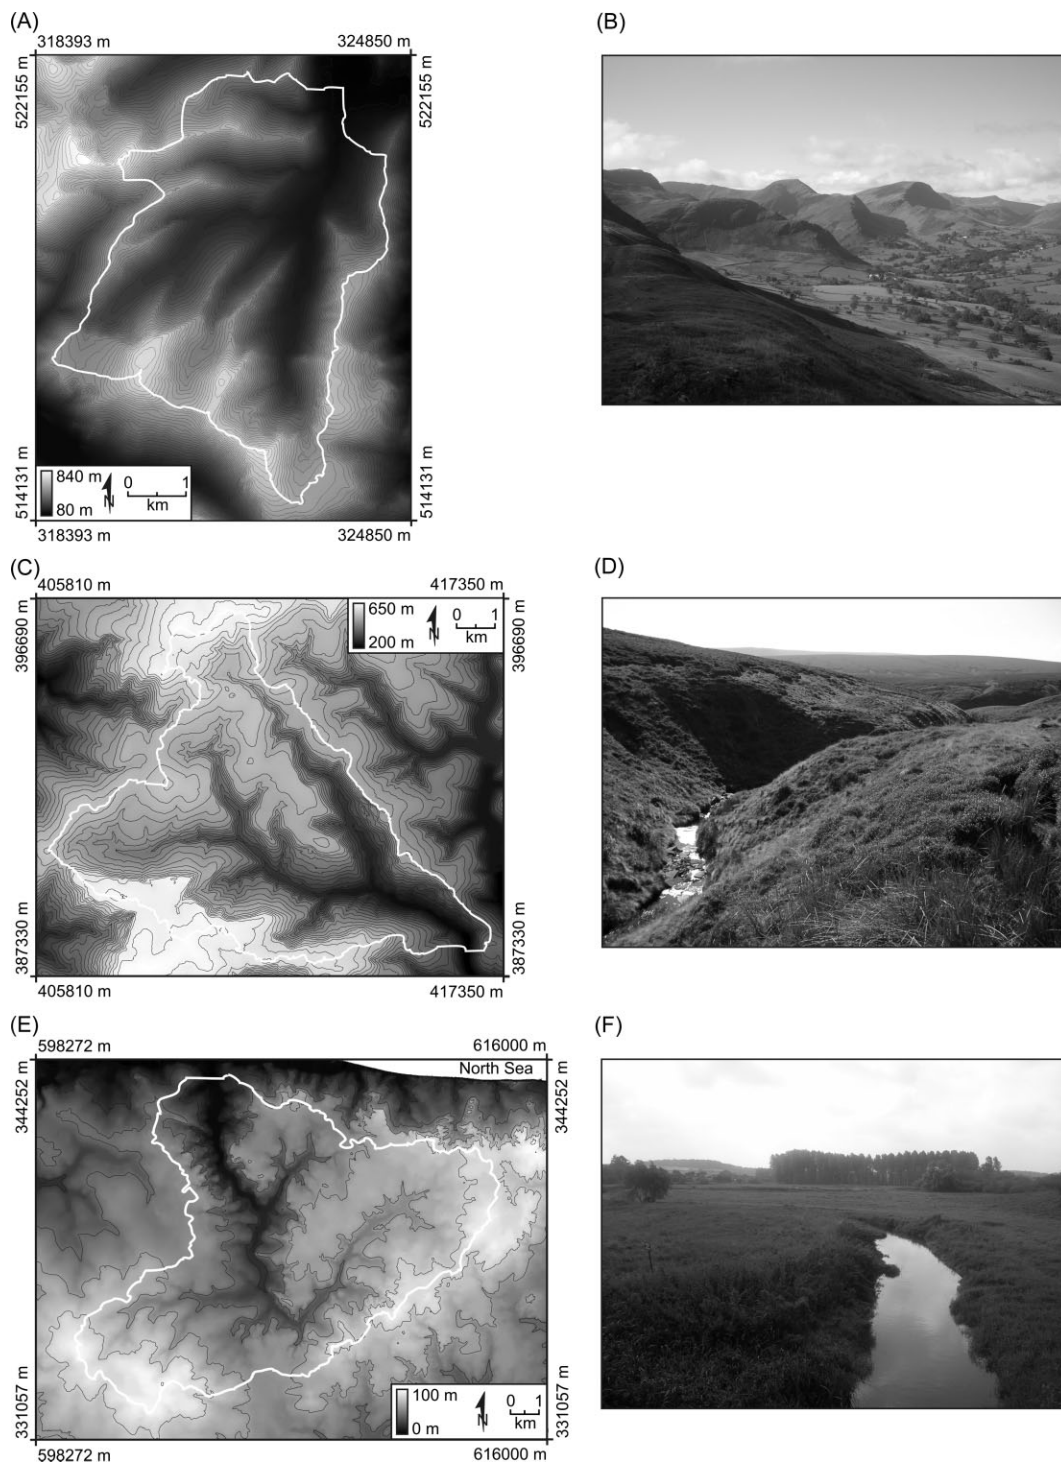 (A)
(B)
318393 m
324850 m
522155 m
522155 m
840 m
80 m
N
0 1
km
514131 m
514131 m
318393 m
324850 m
(C)
(D)
405810 m
417350 m
396690 m
396690 m
650 m
200 m
N
0 1
km
387330 m
387330 m
405810 m
417350 m
(E)
(F)
598272 m
616000 m
North Sea
344252 m
344252 m
100 m
0 m
N
0 1
km
331057 m
331057 m
598272 m
616000 m